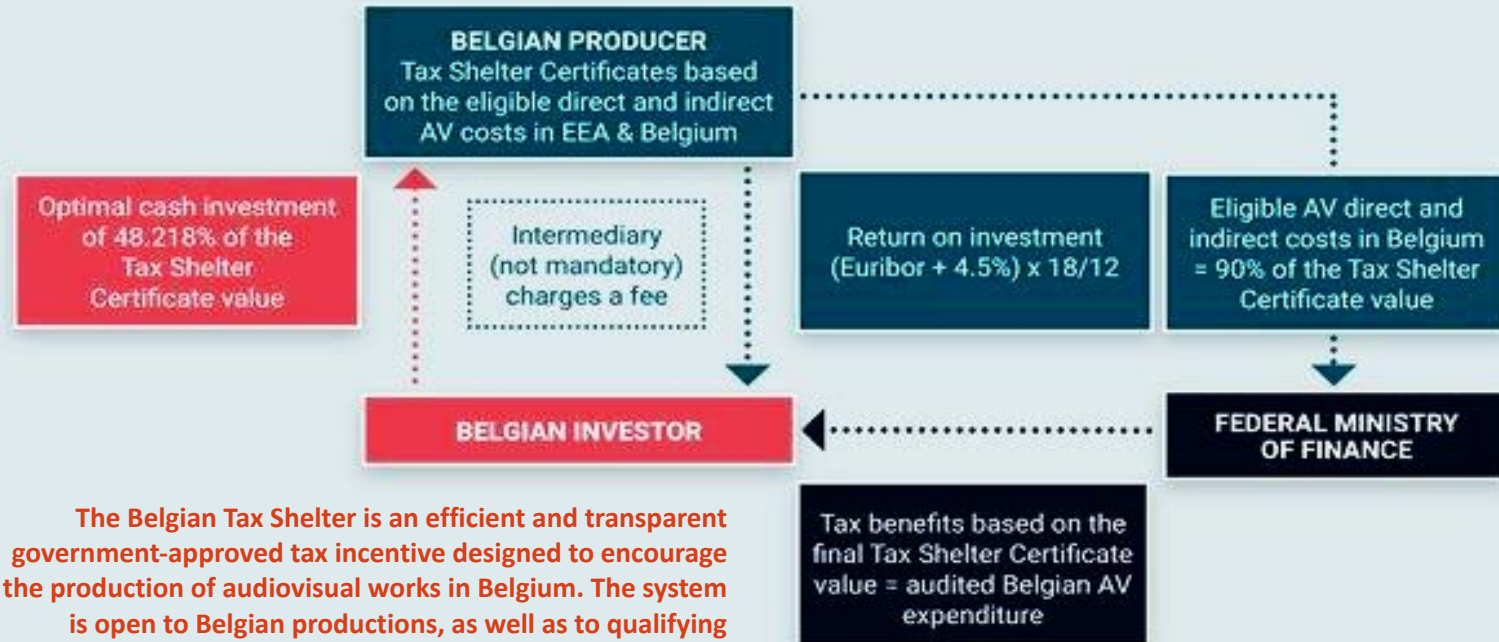 BELGIAN PRODUCER
Tax Shelter Certificates based
on the eligible direct and indirect
AV costs in EEA & Belgium
Optimal cash investment
of 48.218% of the
Tax Shelter
Certificate value
Intermediary
(not mandatory)
charges a fee
Return on investment
(Euribor + 4.5%) x 18/12
Eligible AV direct and
indirect costs in Belgium
= 90% of the Tax Shelter
Certificate value
BELGIAN INVESTOR
FEDERAL MINISTRY
OF FINANCE
Tax benefits based on the
final Tax Shelter Certificate
value = audited Belgian AV
expenditure
The Belgian Tax Shelter is an efficient and transparent
government-approved tax incentive designed to encourage
the production of audiovisual works in Belgium. The system
is open to Belgian productions, as well as to qualifying